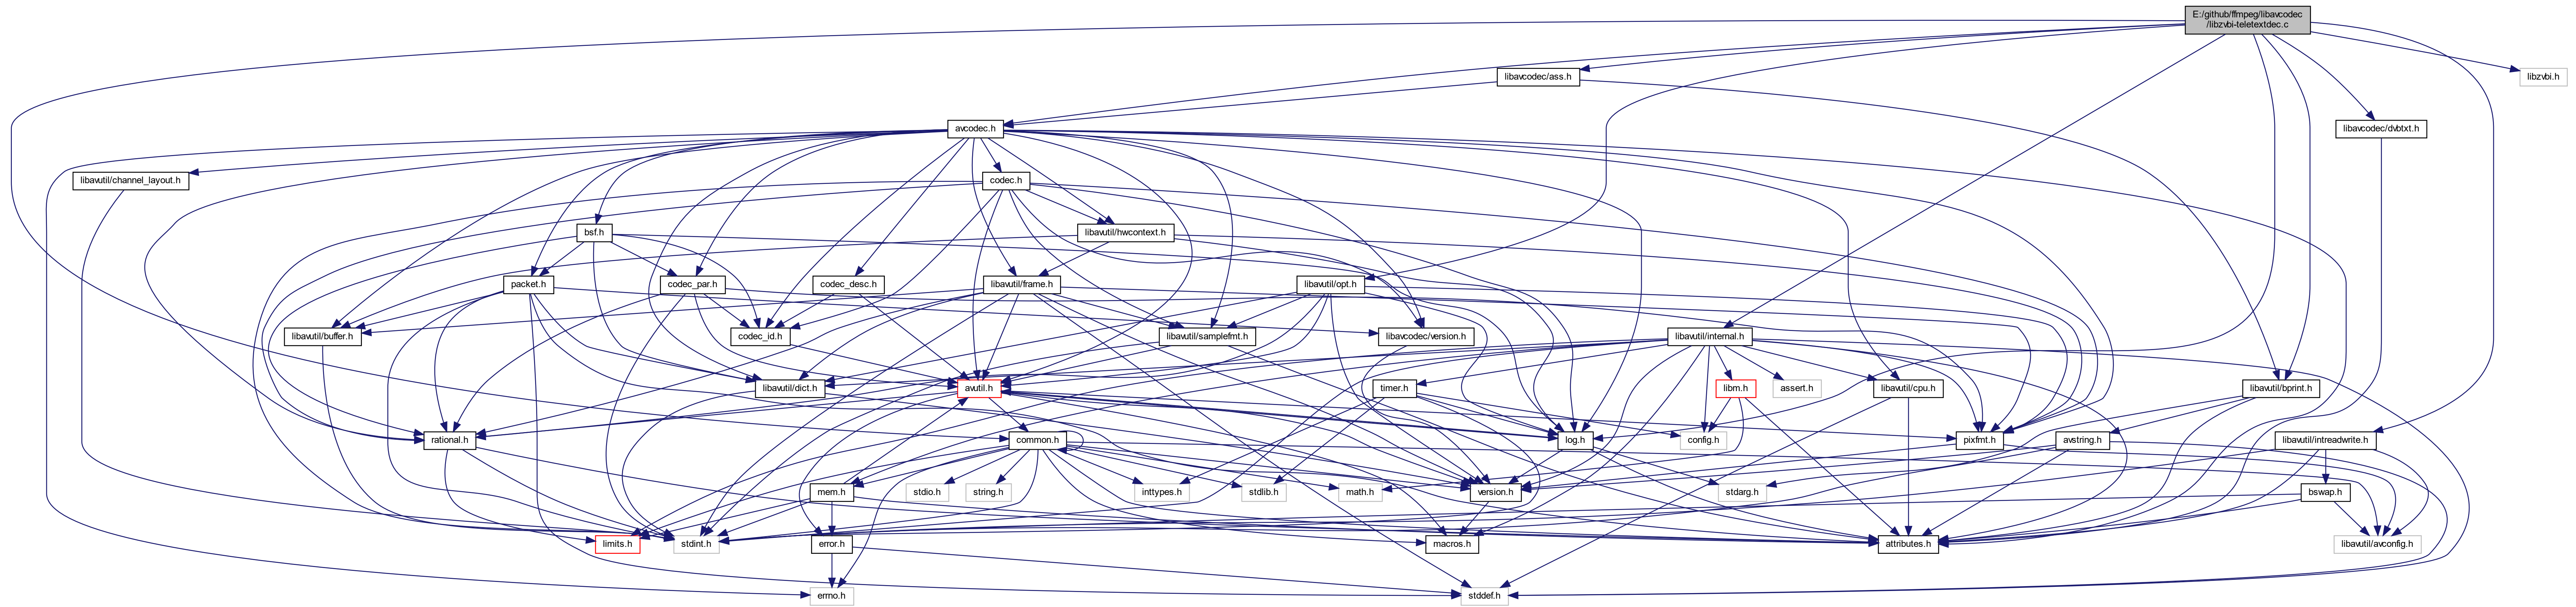 E:/github/ffmpeg/libavcodec
/libzvbi-teletextdec.c
libavcodec/ass.h
libzvbi.h
avcodec.h
libavcodec/dvbtxt.h
libavutil/channel_layout.h
codec.h
bsf.h
libavutil/hwcontext.h
packet.h
codec_par.h
codec_desc.h
libavutil/frame.h
libavutil/opt.h
libavutil/buffer.h
codec_id.h
libavutil/samplefmt.h
libavcodec/version.h
libavutil/internal.h
libavutil/dict.h
avutil.h
timer.h
libm.h
assert.h
libavutil/cpu.h
libavutil/bprint.h
rational.h
common.h
log.h
config.h
pixfmt.h
avstring.h
libavutil/intreadwrite.h
mem.h
stdio.h
string.h
inttypes.h
stdlib.h
math.h
version.h
stdarg.h
bswap.h
limits.h
stdint.h
error.h
macros.h
attributes.h
libavutil/avconfig.h
errno.h
stddef.h